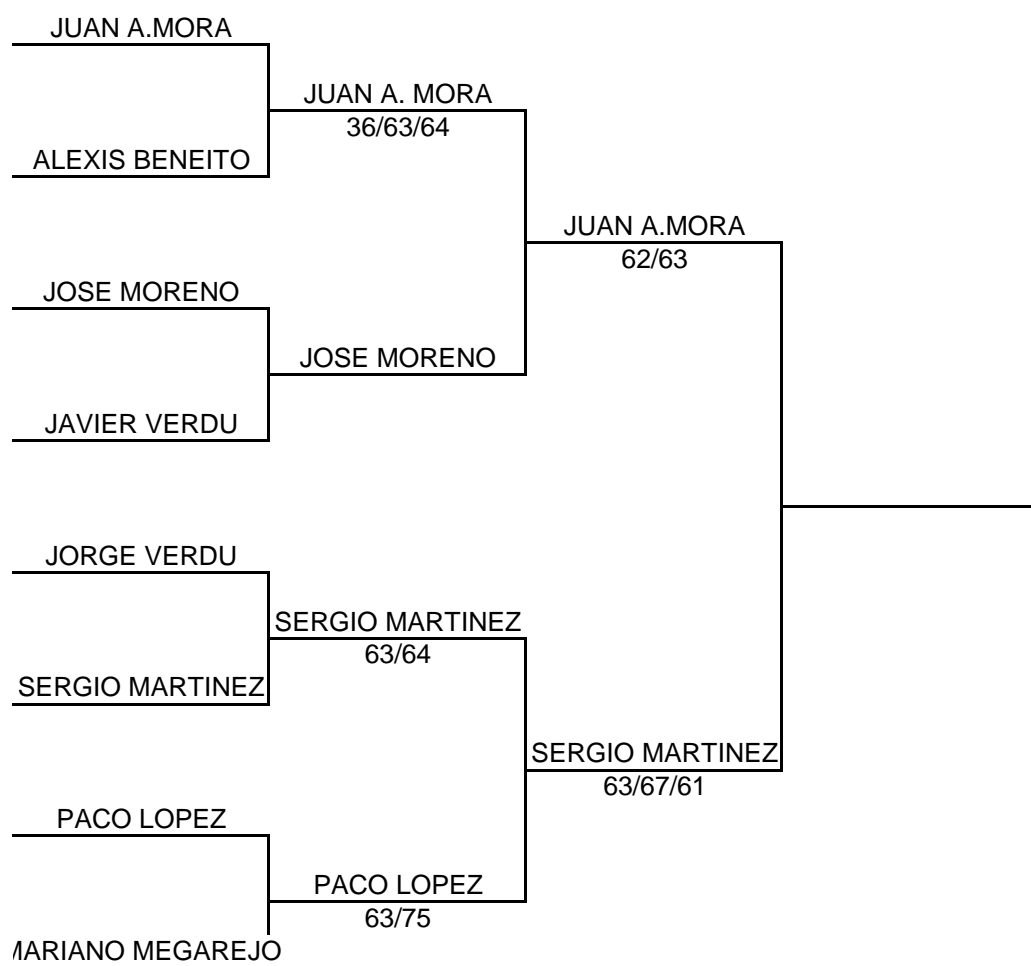 JUAN A.MORA
JUAN A. MORA
36/63/64
ALEXIS BENEITO
JUAN A.MORA
62/63
JOSE MORENO
JOSE MORENO
JAVIER VERDU
JORGE VERDU
SERGIO MARTINEZ
63/64
SERGIO MARTINEZ
SERGIO MARTINEZ
63/67/61
PACO LOPEZ
PACO LOPEZ
63/75
MARIANO MEGAREJO